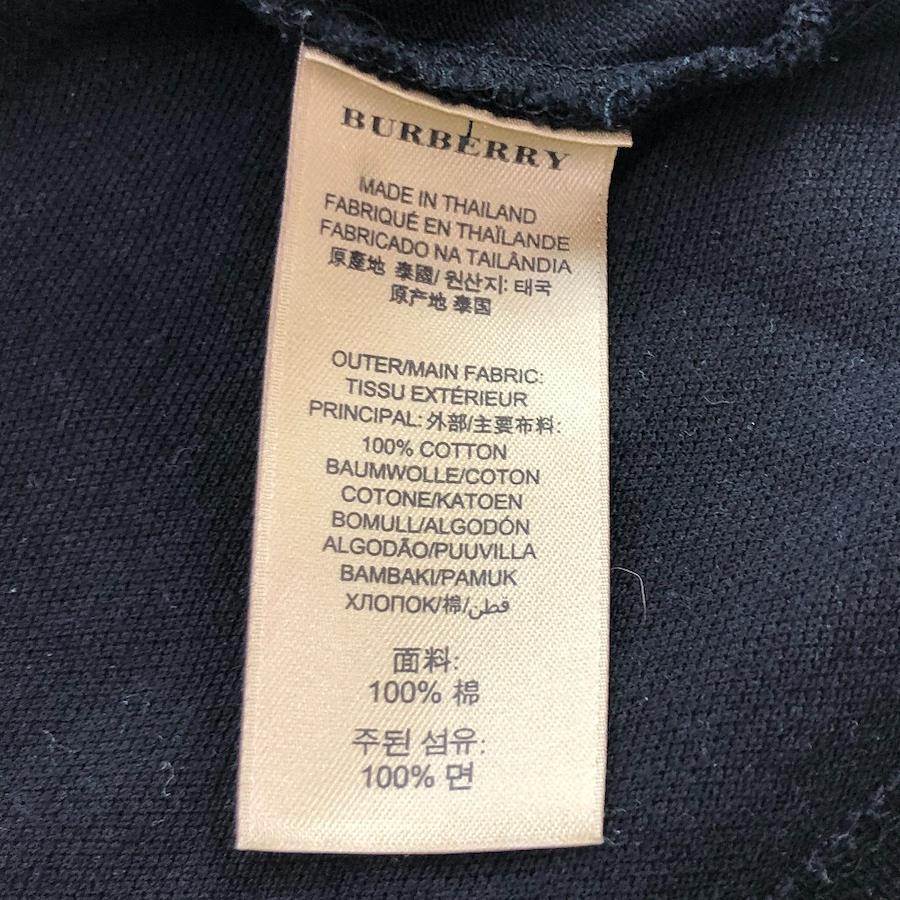 BURBERRY
MADE IN THAILAND
FABRIQUÉ EN THAÏLANDE
FABRICADO NA TAILÂNDIA
原產地 泰國/ 원산지: 태국
原产地 泰国
OUTER/MAIN FABRIC:
TISSU EXTÉRIEUR
PRINCIPAL: 外部/主要布料:
100% COTTON
BAUMWOLLE/COTON
COTONE/KATOEN
BOMULL/ALGODÓN
ALGODÃO/PUUVILLA
BAMBAKI/PAMUK
ХЛОПОК/棉/قطن
面料:
100% 棉
주된 섬유:
100% 면